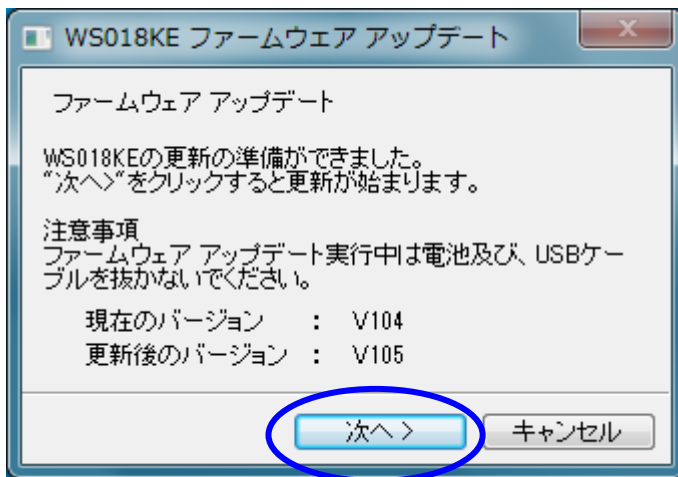 WS018KE ファームウェア アップデート
ファームウェア アップデート
WS018KEの更新の準備ができました。
“次へ>“をクリックすると更新が始まります。
注意事項
ファームウェア アップデート実行中は電池及び、USBケー
ブルを抜かないでください。
現在のバージョン : V104
更新後のバージョン : V105
次へ > キャンセル